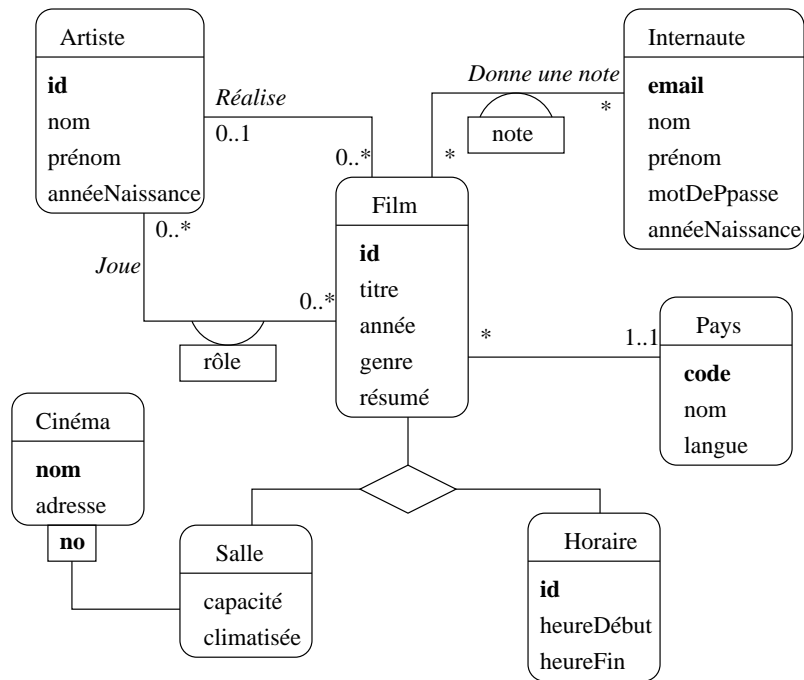 Artiste
id
nom
prénom
annéeNaissance
Réalise
0..1
0..*
Donne une note
*
note
*
Internaute
email
nom
prénom
motDePpasse
annéeNaissance
0..*
Joue
0..*
rôle
Film
id
titre
année
genre
résumé
*
1..1
Pays
code
nom
langue
Cinéma
nom
adresse
no
Salle
capacité
climatisée
Horaire
id
heureDébut
heureFin